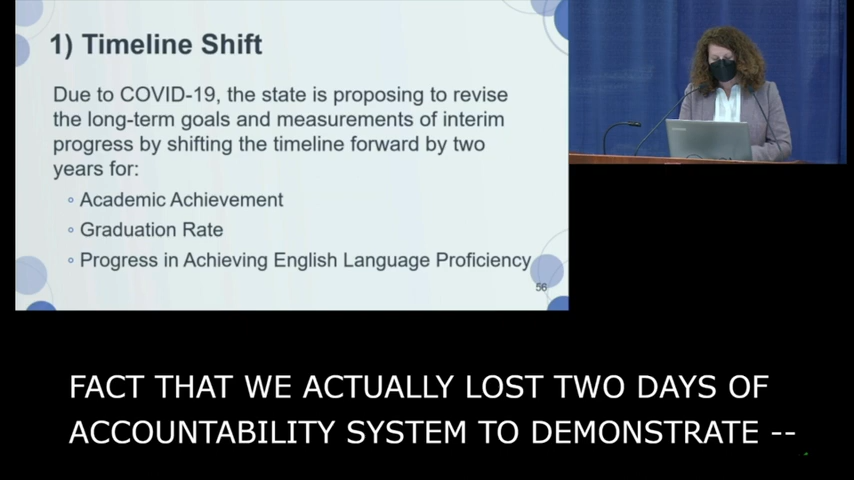 1) Timeline Shift
Due to COVID-19, the state is proposing to revise
the long-term goals and measurements of interim
progress by shifting the timeline forward by two
years for:
◦ Academic Achievement
◦ Graduation Rate
◦ Progress in Achieving English Language Proficiency
56
FACT THAT WE ACTUALLY LOST TWO DAYS OF
ACCOUNTABILITY SYSTEM TO DEMONSTRATE --